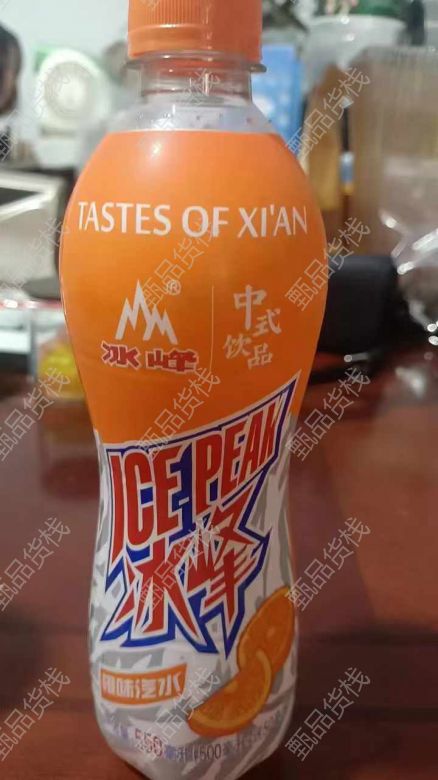 TASTES OF XI'AN
冰峰
中式
饮品
ICE PEAK
冰峰
橙味汽水
甄品货栈